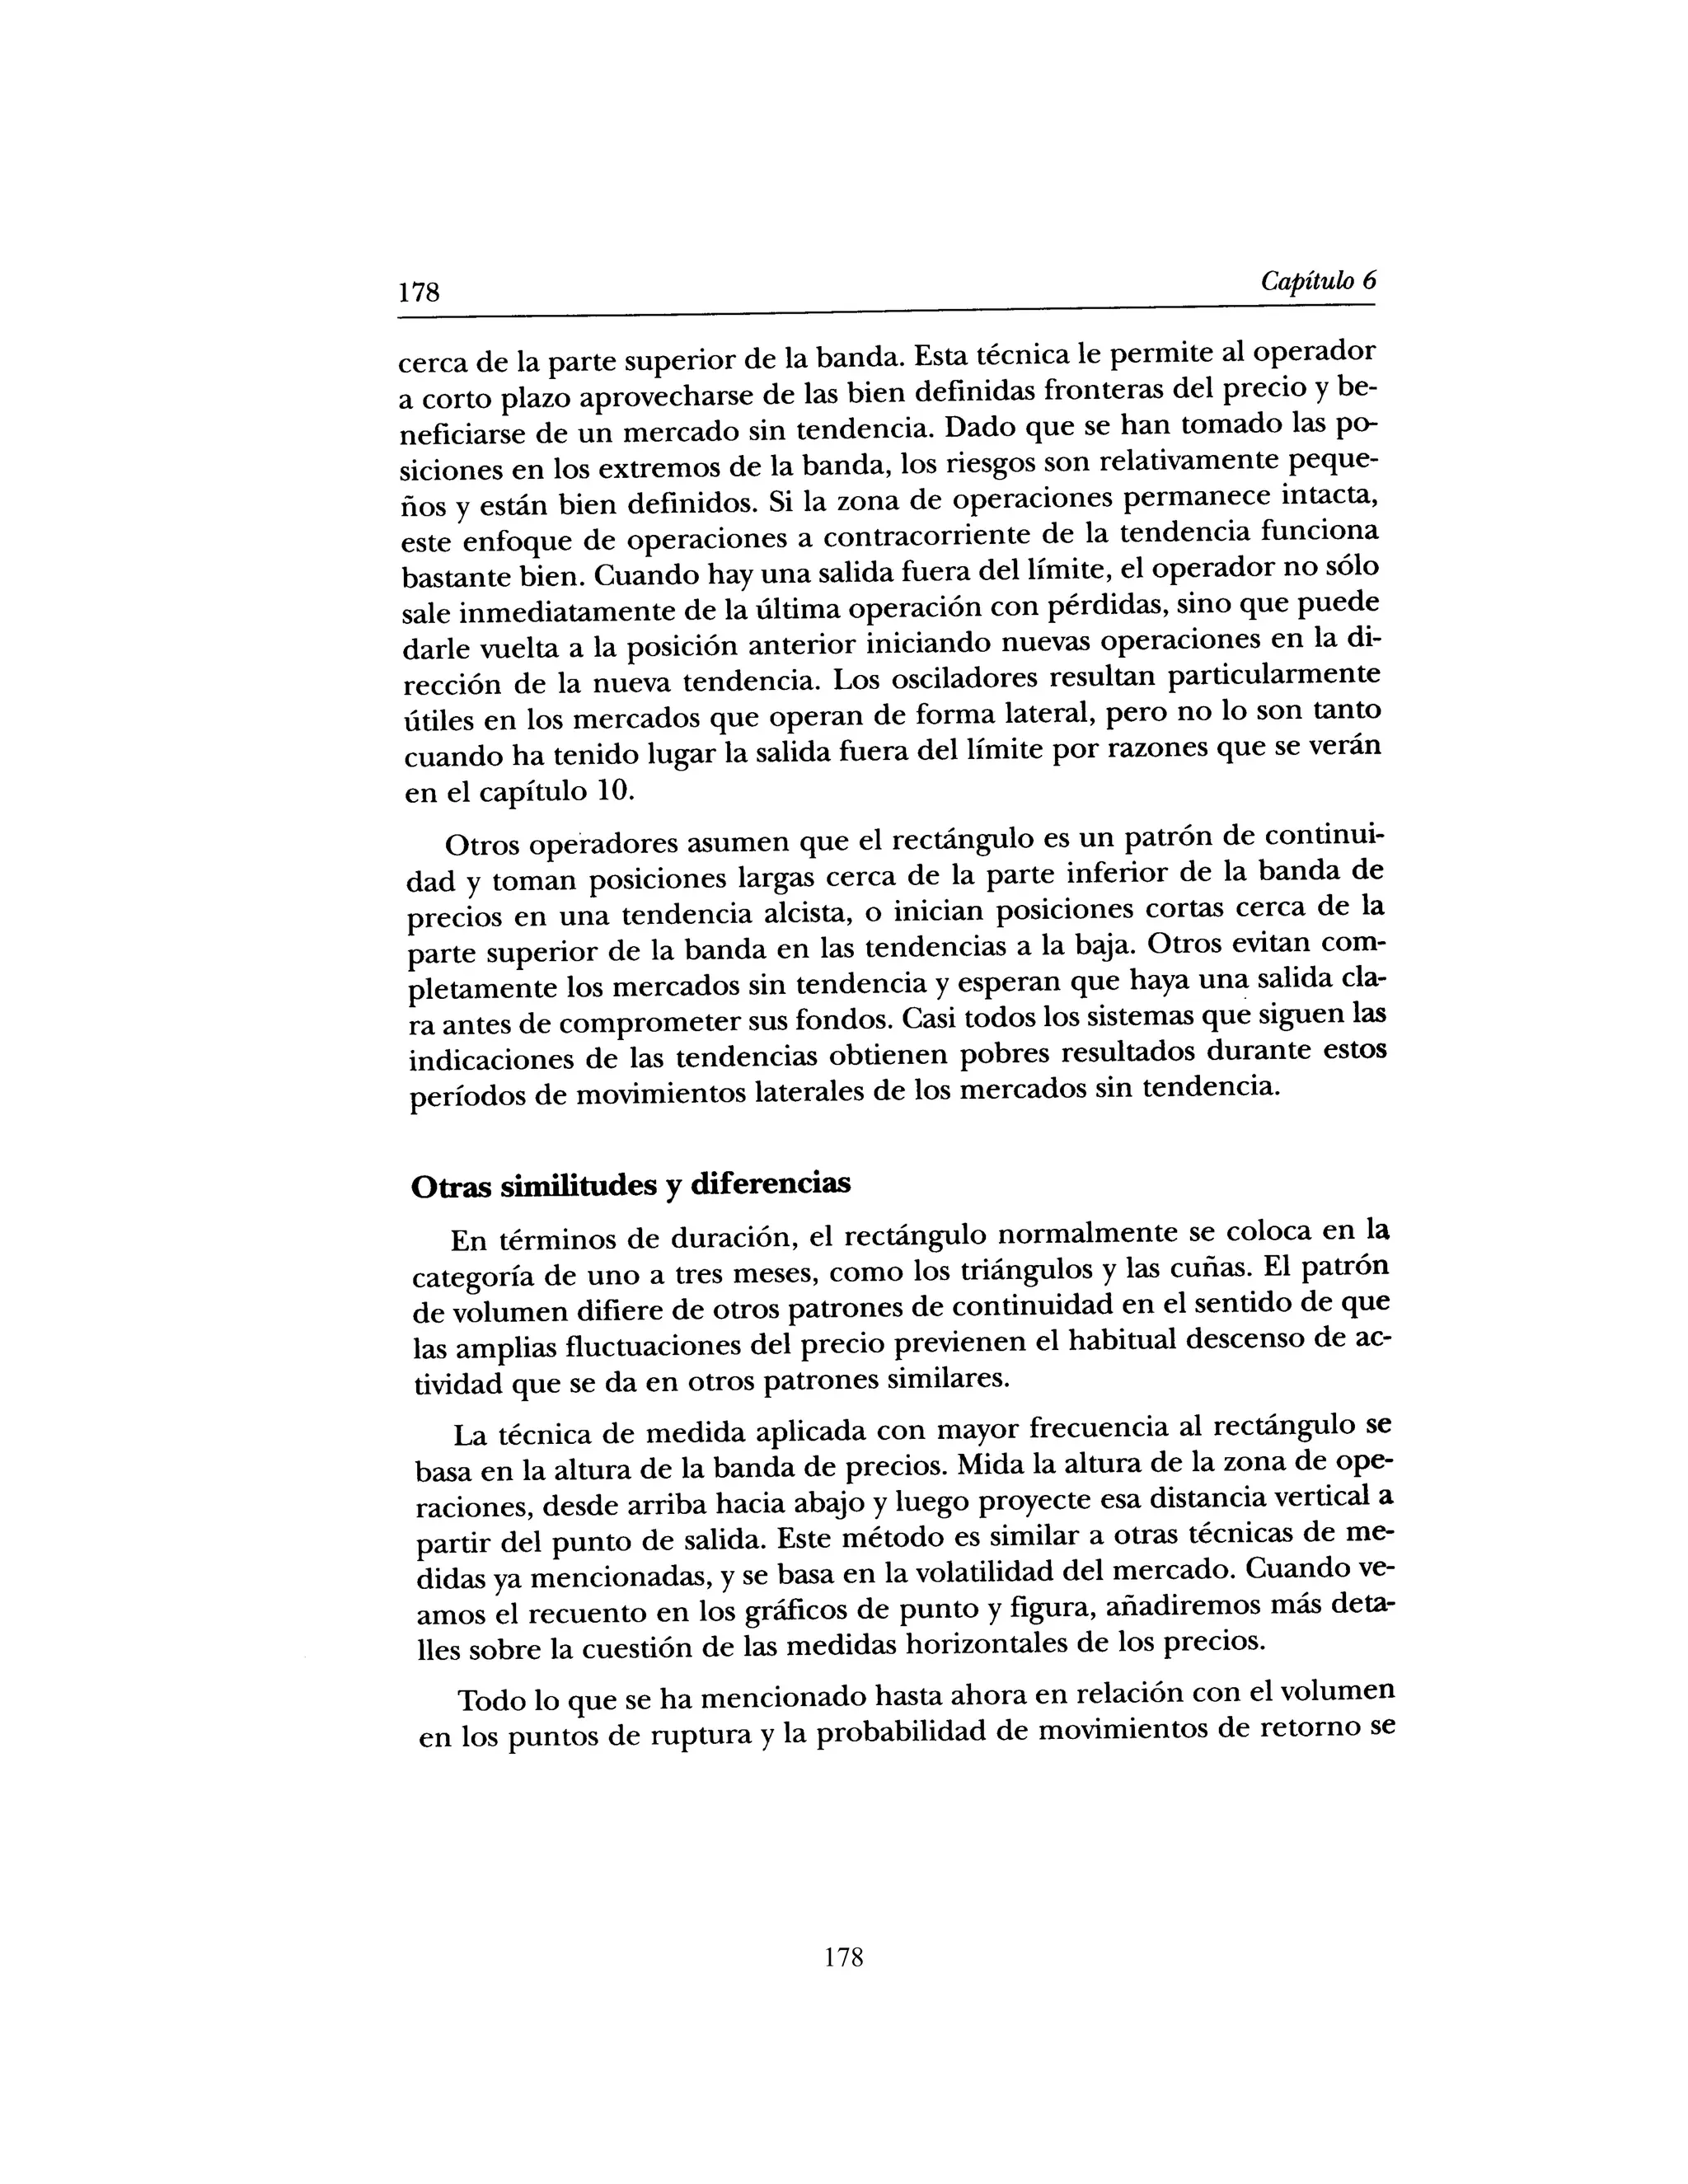 178
Capítulo 6
cerca de la parte superior de la banda. Esta técnica le permite al operador
a corto plazo aprovecharse de las bien definidas fronteras del precio y be-
neficiarse de un mercado sin tendencia. Dado que se han tomado las po-
siciones en los extremos de la banda, los riesgos son relativamente peque-
ños y están bien definidos. Si la zona de operaciones permanece intacta,
este enfoque de operaciones a contracorriente de la tendencia funciona
bastante bien. Cuando hay una salida fuera del límite, el operador no sólo
sale inmediatamente de la última operación con pérdidas, sino que puede
darle vuelta a la posición anterior iniciando nuevas operaciones en la di-
rección de la nueva tendencia. Los osciladores resultan particularmente
útiles en los mercados que operan de forma lateral, pero no lo son tanto
cuando ha tenido lugar la salida fuera del límite por razones que se verán
en el capítulo 10.
Otros operadores asumen que el rectángulo es un patrón de continui-
dad y toman posiciones largas cerca de la parte inferior de la banda de
precios en una tendencia alcista, o inician posiciones cortas cerca de la
parte superior de la banda en las tendencias a la baja. Otros evitan com-
pletamente los mercados sin tendencia y esperan que haya una salida cla-
ra antes de comprometer sus fondos. Casi todos los sistemas que siguen las
indicaciones de las tendencias obtienen pobres resultados durante estos
períodos de movimientos laterales de los mercados sin tendencia.
Otras similitudes y diferencias
En términos de duración, el rectángulo normalmente se coloca en la
categoría de uno a tres meses, como los triángulos y las cuñas. El patrón
de volumen difiere de otros patrones de continuidad en el sentido de que
las amplias fluctuaciones del precio previenen el habitual descenso de ac-
tividad que se da en otros patrones similares.
La técnica de medida aplicada con mayor frecuencia al rectángulo se
basa en la altura de la banda de precios. Mida la altura de la zona de ope-
raciones, desde arriba hacia abajo y luego proyecte esa distancia vertical a
partir del punto de salida. Este método es similar a otras técnicas de me-
didas ya mencionadas, y se basa en la volatilidad del mercado. Cuando ve-
amos el recuento en los gráficos de punto y figura, añadiremos más deta-
lles sobre la cuestión de las medidas horizontales de los precios.
Todo lo que se ha mencionado hasta ahora en relación con el volumen
en los puntos de ruptura y la probabilidad de movimientos de retorno se
178